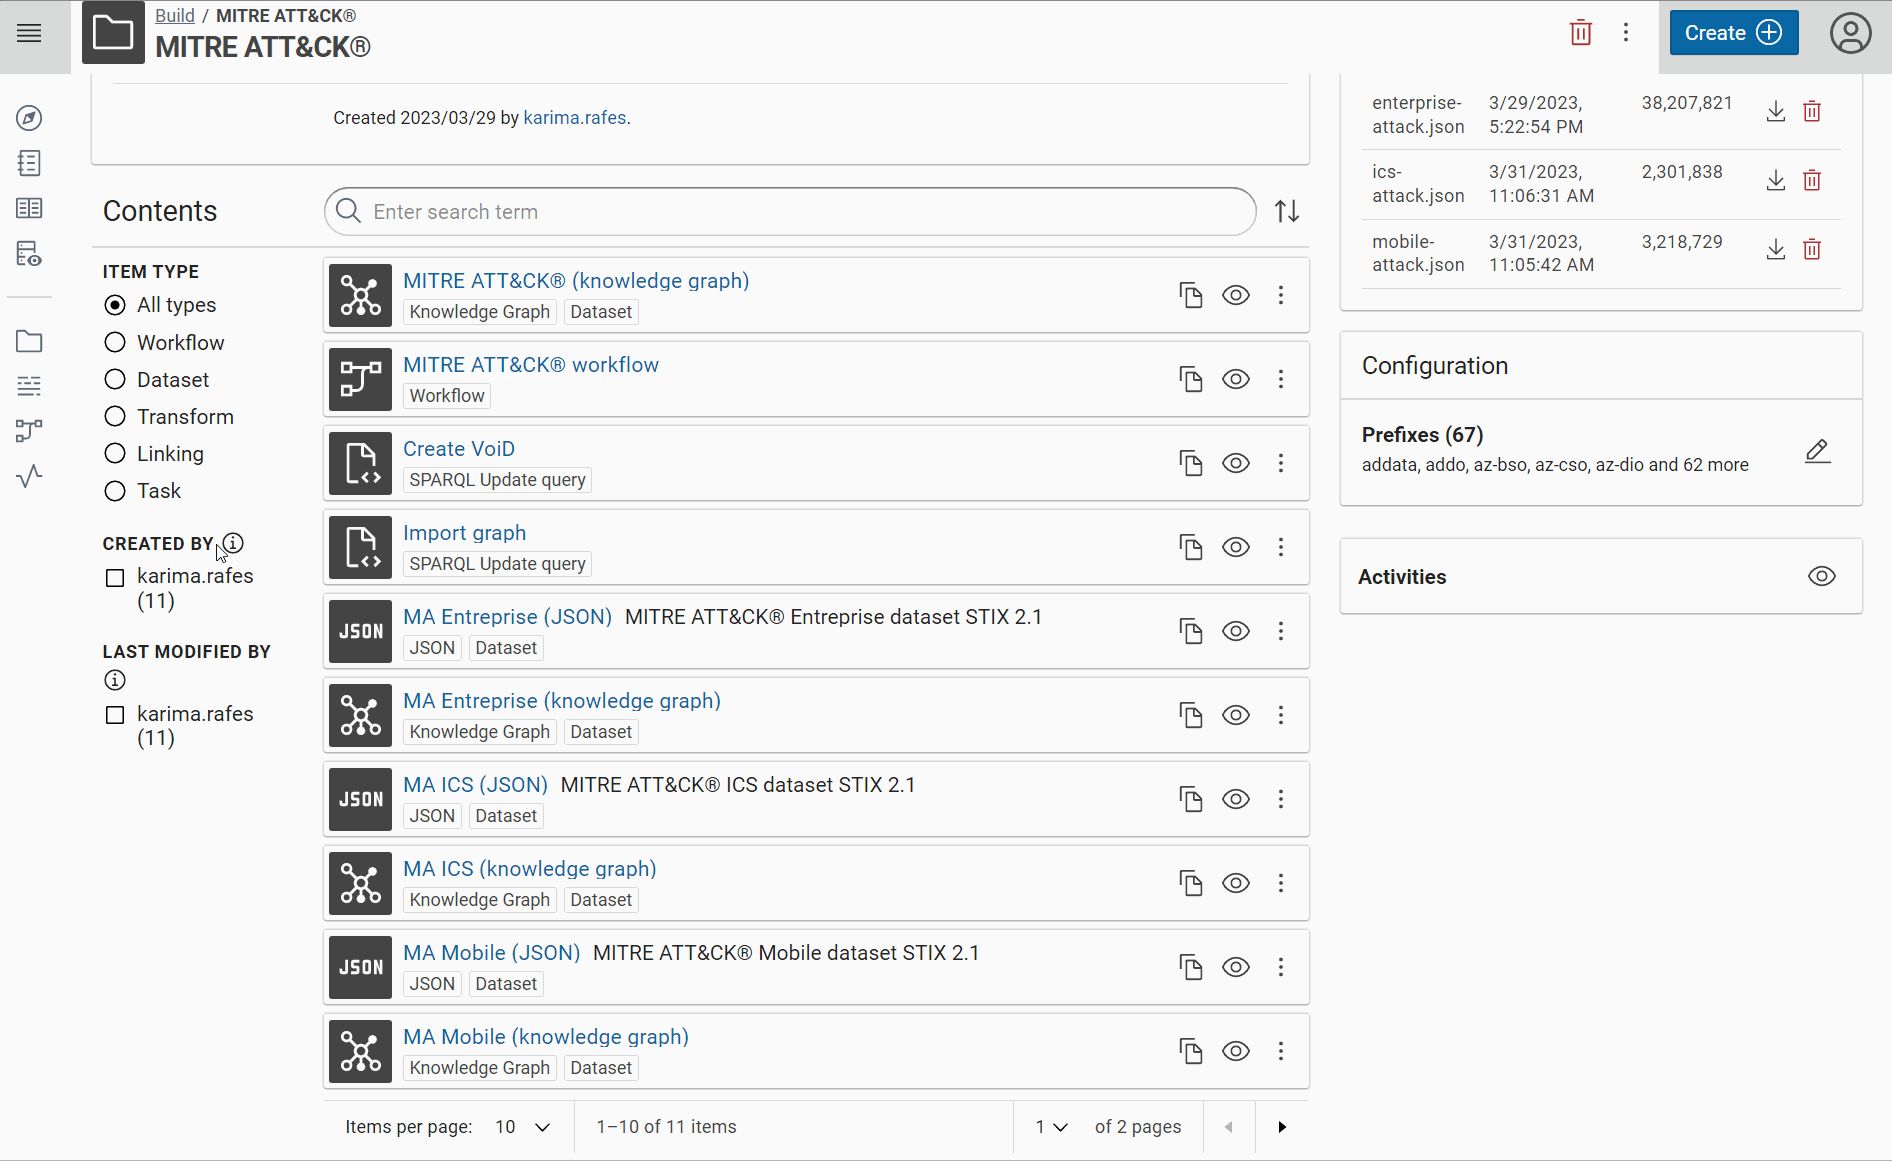 Build / MITRE ATT&CK®
MITRE ATT&CK®
Create
Created 2023/03/29 by karima.rafes.
Contents
Enter search term
ITEM TYPE
All types
Workflow
Dataset
Transform
Linking
Task
CREATED BY
karima.rafes
(11)
LAST MODIFIED BY
karima.rafes
(11)
MITRE ATT&CK® (knowledge graph)
Knowledge Graph Dataset
MITRE ATT&CK® workflow
Workflow
Create VoiD
SPARQL Update query
Import graph
SPARQL Update query
JSON
MA Entreprise (JSON) MITRE ATT&CK® Entreprise dataset STIX 2.1
JSON Dataset
MA Entreprise (knowledge graph)
Knowledge Graph Dataset
JSON
MA ICS (JSON) MITRE ATT&CK® ICS dataset STIX 2.1
JSON Dataset
MA ICS (knowledge graph)
Knowledge Graph Dataset
JSON
MA Mobile (JSON) MITRE ATT&CK® Mobile dataset STIX 2.1
JSON Dataset
MA Mobile (knowledge graph)
Knowledge Graph Dataset
Items per page: 10 1–10 of 11 items 1 of 2 pages
enterprise- 3/29/2023, 38,207,821
attack.json 5:22:54 PM
ics- 3/31/2023, 2,301,838
attack.json 11:06:31 AM
mobile- 3/31/2023, 3,218,729
attack.json 11:05:42 AM
Configuration
Prefixes (67)
addata, addo, az-bso, az-cso, az-dio and 62 more
Activities